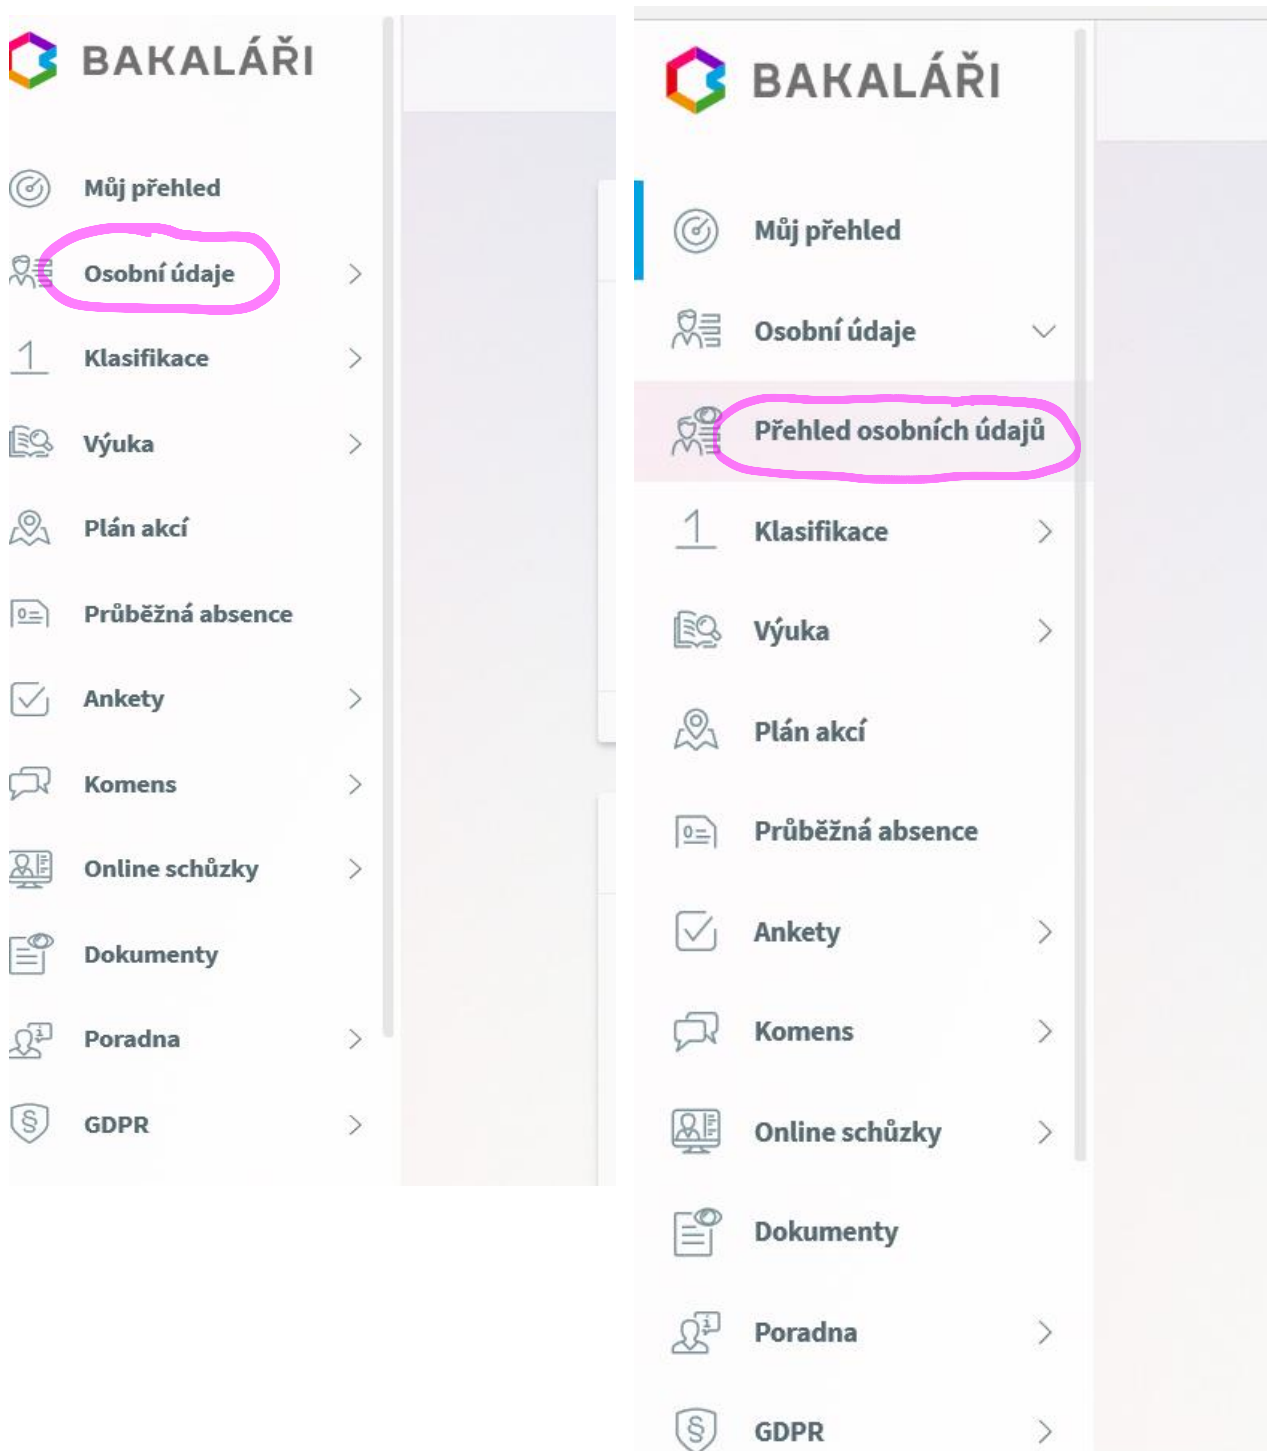 BAKALÁŘI
Můj přehled
Osobní údaje
Klasifikace
Výuka
Plán akcí
Průběžná absence
Ankety
Komens
Online schůzky
Dokumenty
Poradna
GDPR
BAKALÁŘI
Můj přehled
Osobní údaje
Přehled osobních údajů
Klasifikace
Výuka
Plán akcí
Průběžná absence
Ankety
Komens
Online schůzky
Dokumenty
Poradna
GDPR